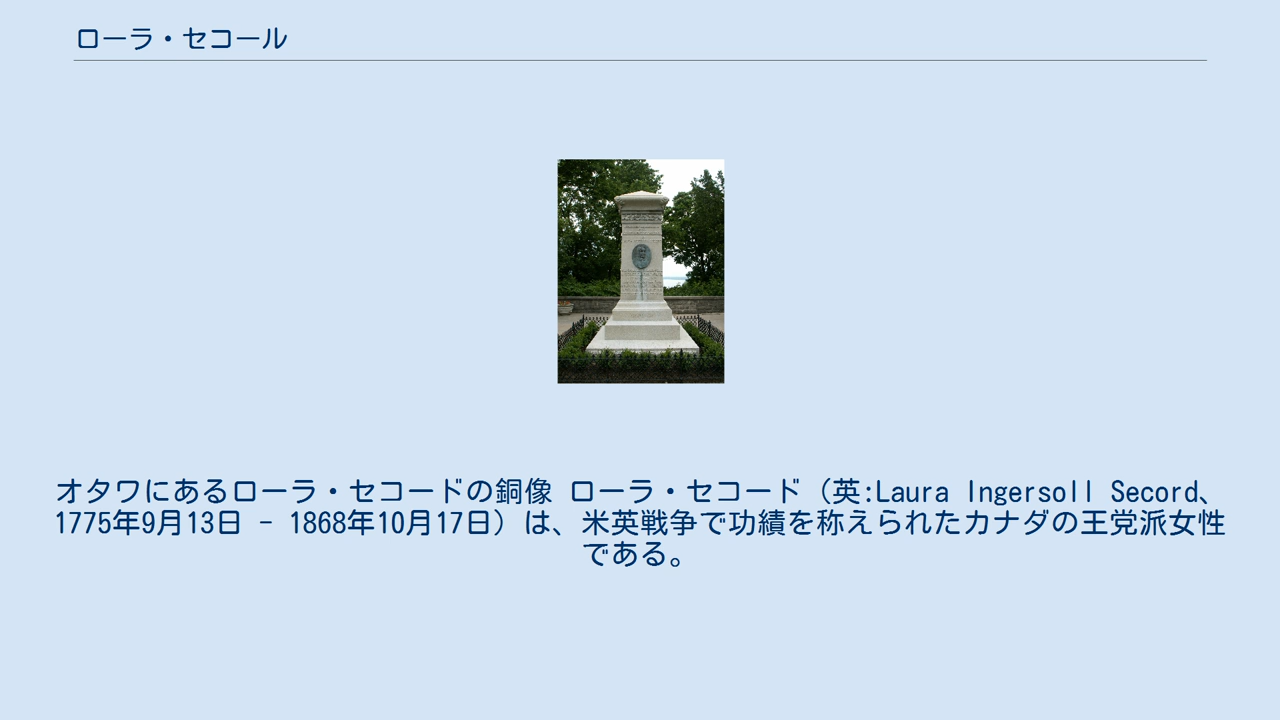 ローラ・セコール
オタワにあるローラ・セコードの銅像 ローラ・セコード（英:Laura Ingersoll Secord、
1775年9月13日 - 1868年10月17日）は、米英戦争で功績を称えられたカナダの王党派女性
である。